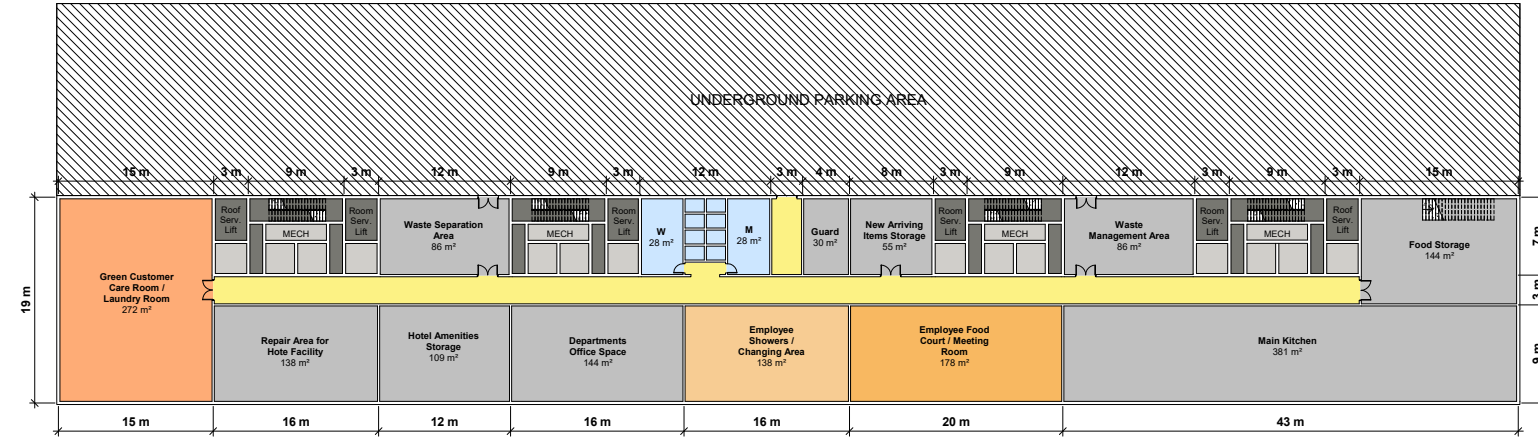 UNDERGROUND PARKING AREA
15 m
3 m
9 m
3 m
12 m
9 m
3 m
12 m
3 m
4 m
8 m
3 m
9 m
12 m
3 m
9 m
3 m
15 m
Roof
Serv.
Lift
MECH
Room
Serv.
Lift
Waste Separation
Area
86 m²
MECH
Room
Serv.
Lift
W
28 m²
M
28 m²
Guard
30 m²
New Arriving
Items Storage
55 m²
Room
Serv.
Lift
MECH
Waste
Management Area
86 m²
Room
Serv.
Lift
MECH
Roof
Serv.
Lift
Food Storage
144 m²
7 m
3 m
9 m
19 m
Green Customer
Care Room /
Laundry Room
272 m²
Repair Area for
Hote Facility
138 m²
Hotel Amenities
Storage
109 m²
Departments
Office Space
144 m²
Employee
Showers /
Changing Area
138 m²
Employee Food
Court / Meeting
Room
178 m²
Main Kitchen
381 m²
15 m
16 m
12 m
16 m
16 m
20 m
43 m